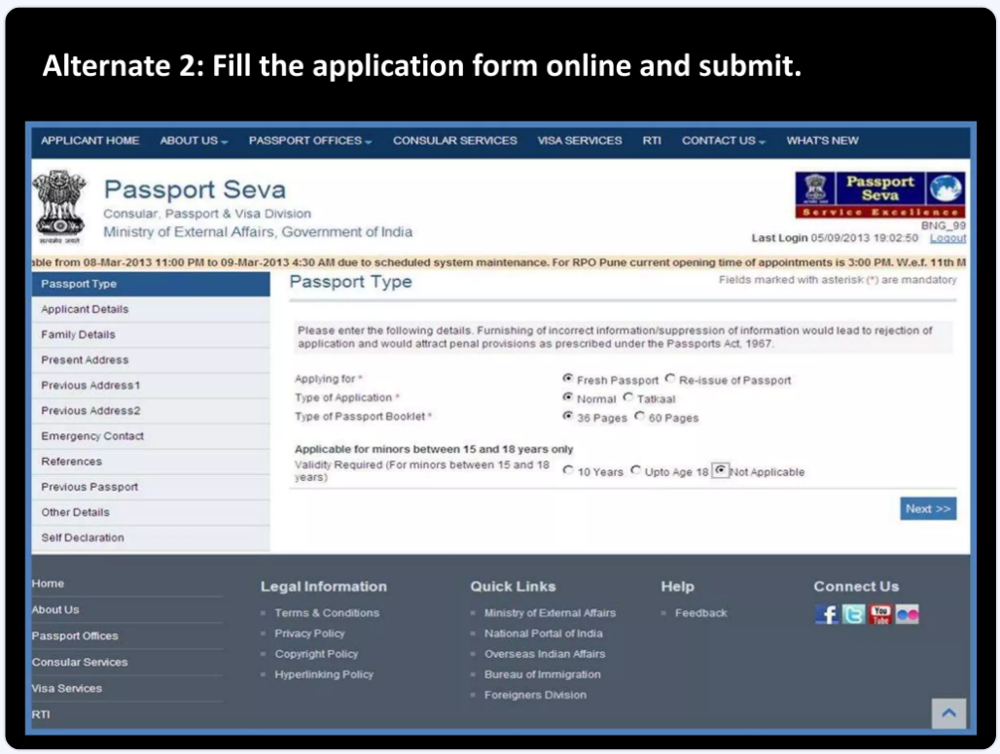 Alternate 2: Fill the application form online and submit.
APPLICANT HOME ABOUT US PASSPORT OFFICES CONSULAR SERVICES VISA SERVICES RTI CONTACT US WHAT'S NEW
सत्यमेव जयते
Passport Seva
Consular, Passport & Visa Division
Ministry of External Affairs, Government of India
Passport
Seva
Service Excellence
BNG_99
Last Login 05/09/2013 19:02:50 Logout
able from 08-Mar-2013 11:00 PM to 09-Mar-2013 4:30 AM due to scheduled system maintenance. For RPO Pune current opening time of appointments is 3:00 PM. W.e.f. 11th M
Passport Type
Applicant Details
Family Details
Present Address
Previous Address1
Previous Address2
Emergency Contact
References
Previous Passport
Other Details
Self Declaration
Passport Type
Fields marked with asterisk (*) are mandatory
Please enter the following details. Furnishing of incorrect information/suppression of information would lead to rejection of
application and would attract penal provisions as prescribed under the Passports Act, 1967.
Applying for * Fresh Passport Re-issue of Passport
Type of Application * Normal Tatkaal
Type of Passport Booklet * 36 Pages 60 Pages
Applicable for minors between 15 and 18 years only
Validity Required (For minors between 15 and 18
years)
10 Years Upto Age 18 Not Applicable
Next >>
Home
About Us
Passport Offices
Consular Services
Visa Services
RTI
Legal Information
Terms & Conditions
Privacy Policy
Copyright Policy
Hyperlinking Policy
Quick Links
Ministry of External Affairs
National Portal of India
Overseas Indian Affairs
Bureau of Immigration
Foreigners Division
Help
Feedback
Connect Us
f
You
Tube